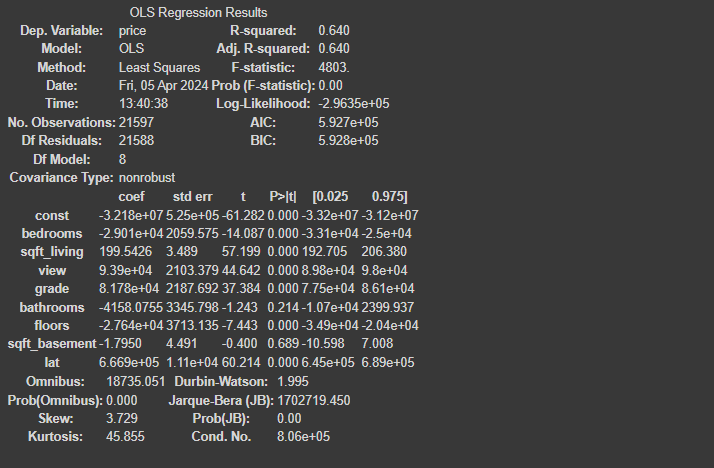 OLS Regression Results
Dep. Variable: price R-squared: 0.640
Model: OLS Adj. R-squared: 0.640
Method: Least Squares F-statistic: 4803.
Date: Fri, 05 Apr 2024 Prob (F-statistic): 0.00
Time: 13:40:38 Log-Likelihood: -2.9635e+05
No. Observations: 21597 AIC: 5.927e+05
Df Residuals: 21588 BIC: 5.928e+05
Df Model: 8
Covariance Type: nonrobust
coef std err t P>|t| [0.025 0.975]
const -3.218e+07 5.25e+05 -61.282 0.000 -3.32e+07 -3.12e+07
bedrooms -2.901e+04 2059.575 -14.087 0.000 -3.31e+04 -2.5e+04
sqft_living 199.5426 3.489 57.199 0.000 192.705 206.380
view 9.39e+04 2103.379 44.642 0.000 8.98e+04 9.8e+04
grade 8.178e+04 2187.692 37.384 0.000 7.75e+04 8.61e+04
bathrooms -4158.0755 3345.798 -1.243 0.214 -1.07e+04 2399.937
floors -2.764e+04 3713.135 -7.443 0.000 -3.49e+04 -2.04e+04
sqft_basement -1.7950 4.491 -0.400 0.689 -10.598 7.008
lat 6.669e+05 1.11e+04 60.214 0.000 6.45e+05 6.89e+05
Omnibus: 18735.051 Durbin-Watson: 1.995
Prob(Omnibus): 0.000 Jarque-Bera (JB): 1702719.450
Skew: 3.729 Prob(JB): 0.00
Kurtosis: 45.855 Cond. No. 8.06e+05